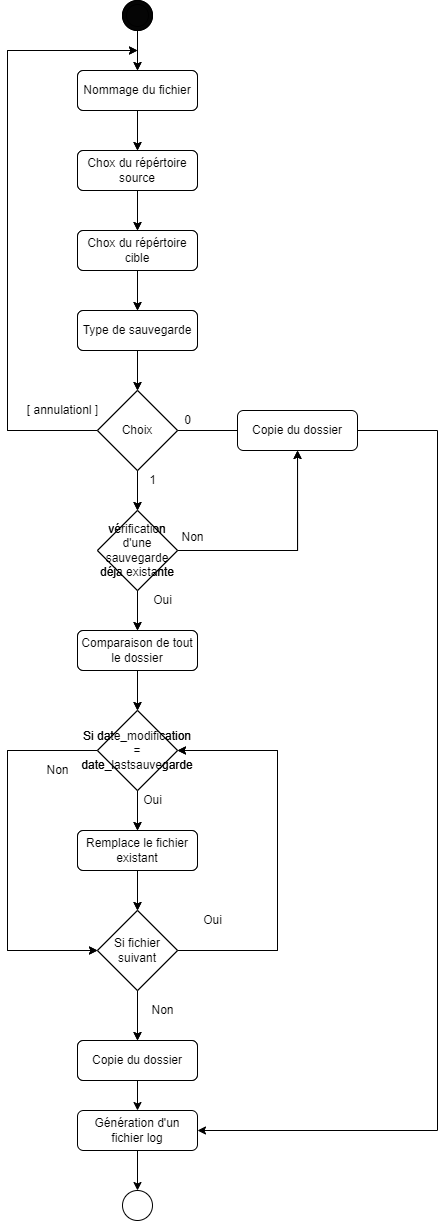 Nommage du fichier
Chox du répértoire
source
Chox du répértoire
cible
Type de sauvegarde
[ annulationl ]
Choix
0
Copie du dossier
1
vérification
d'une
sauvegarde
déja existante
Non
Oui
Comparaison de tout
le dossier
Si date_modification
=
date_lastsauvegarde
Non
Oui
Remplace le fichier
existant
Oui
Si fichier
suivant
Non
Copie du dossier
Génération d'un
fichier log